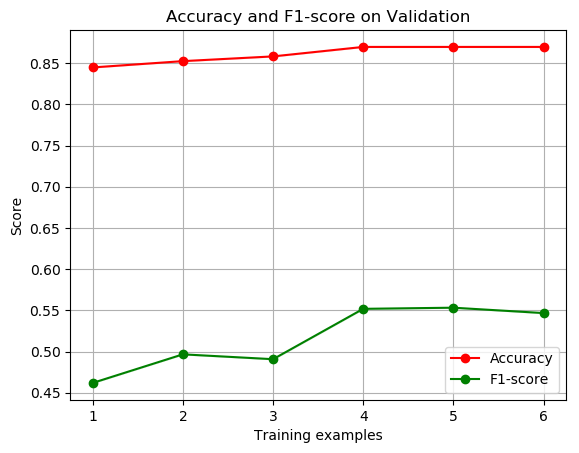 Accuracy and F1-score on Validation
0.85
0.80
0.75
0.70
0.65
0.60
0.55
0.50
0.45
Score
1 2 3 4 5 6
Training examples
Accuracy
F1-score